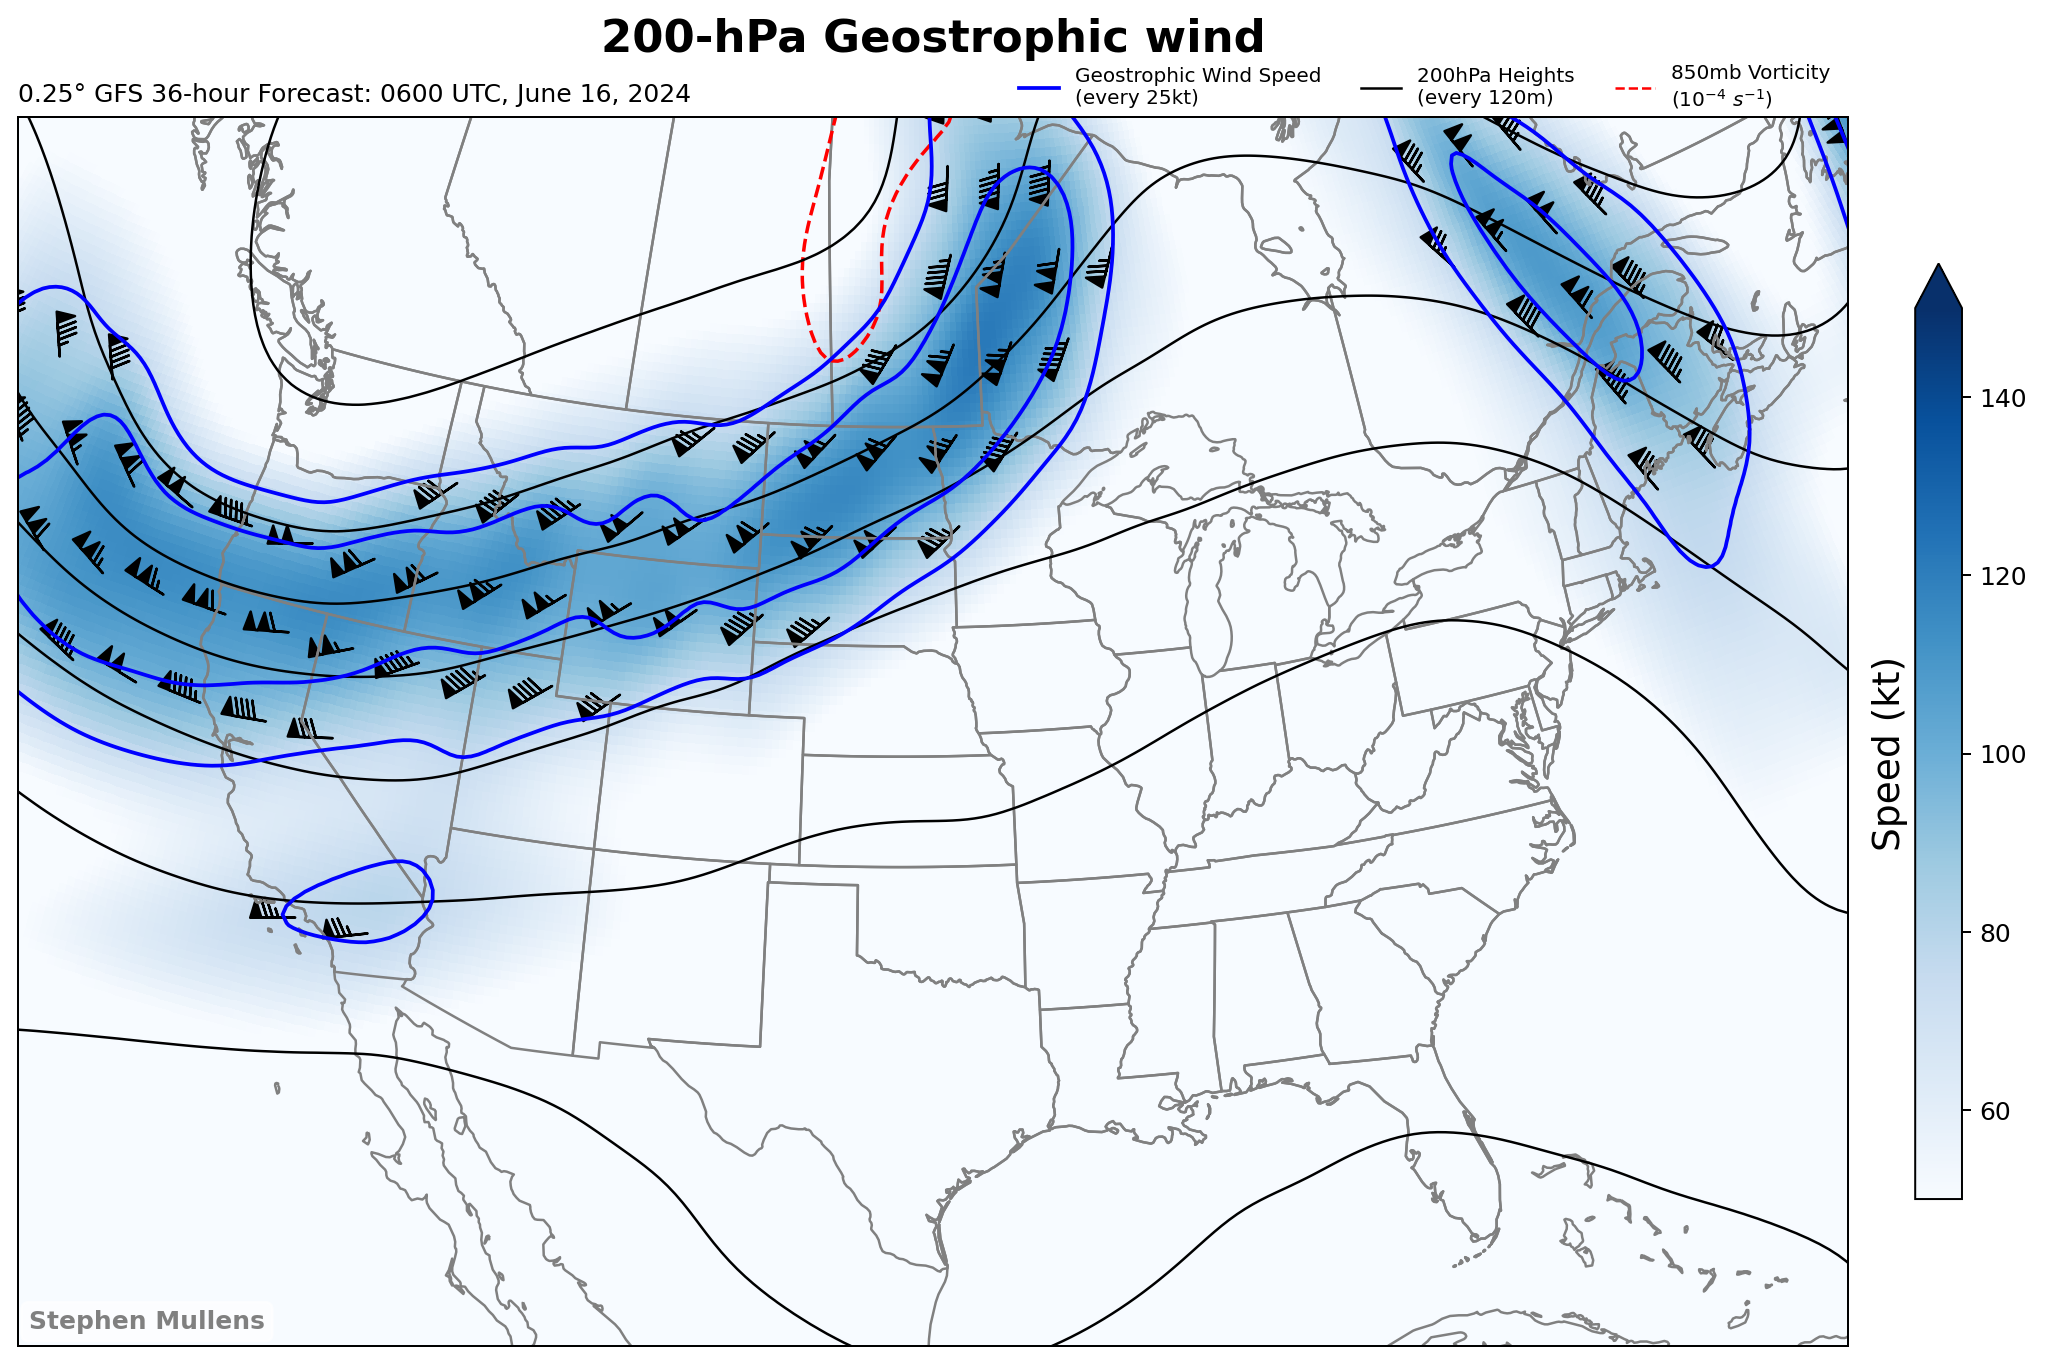 200-hPa Geostrophic wind
0.25° GFS 36-hour Forecast: 0600 UTC, June 16, 2024
Geostrophic Wind Speed
(every 25kt)
200hPa Heights
(every 120m)
850mb Vorticity
(10⁻⁴ s⁻¹)
140
120
100
80
60
Speed (kt)
Stephen Mullens